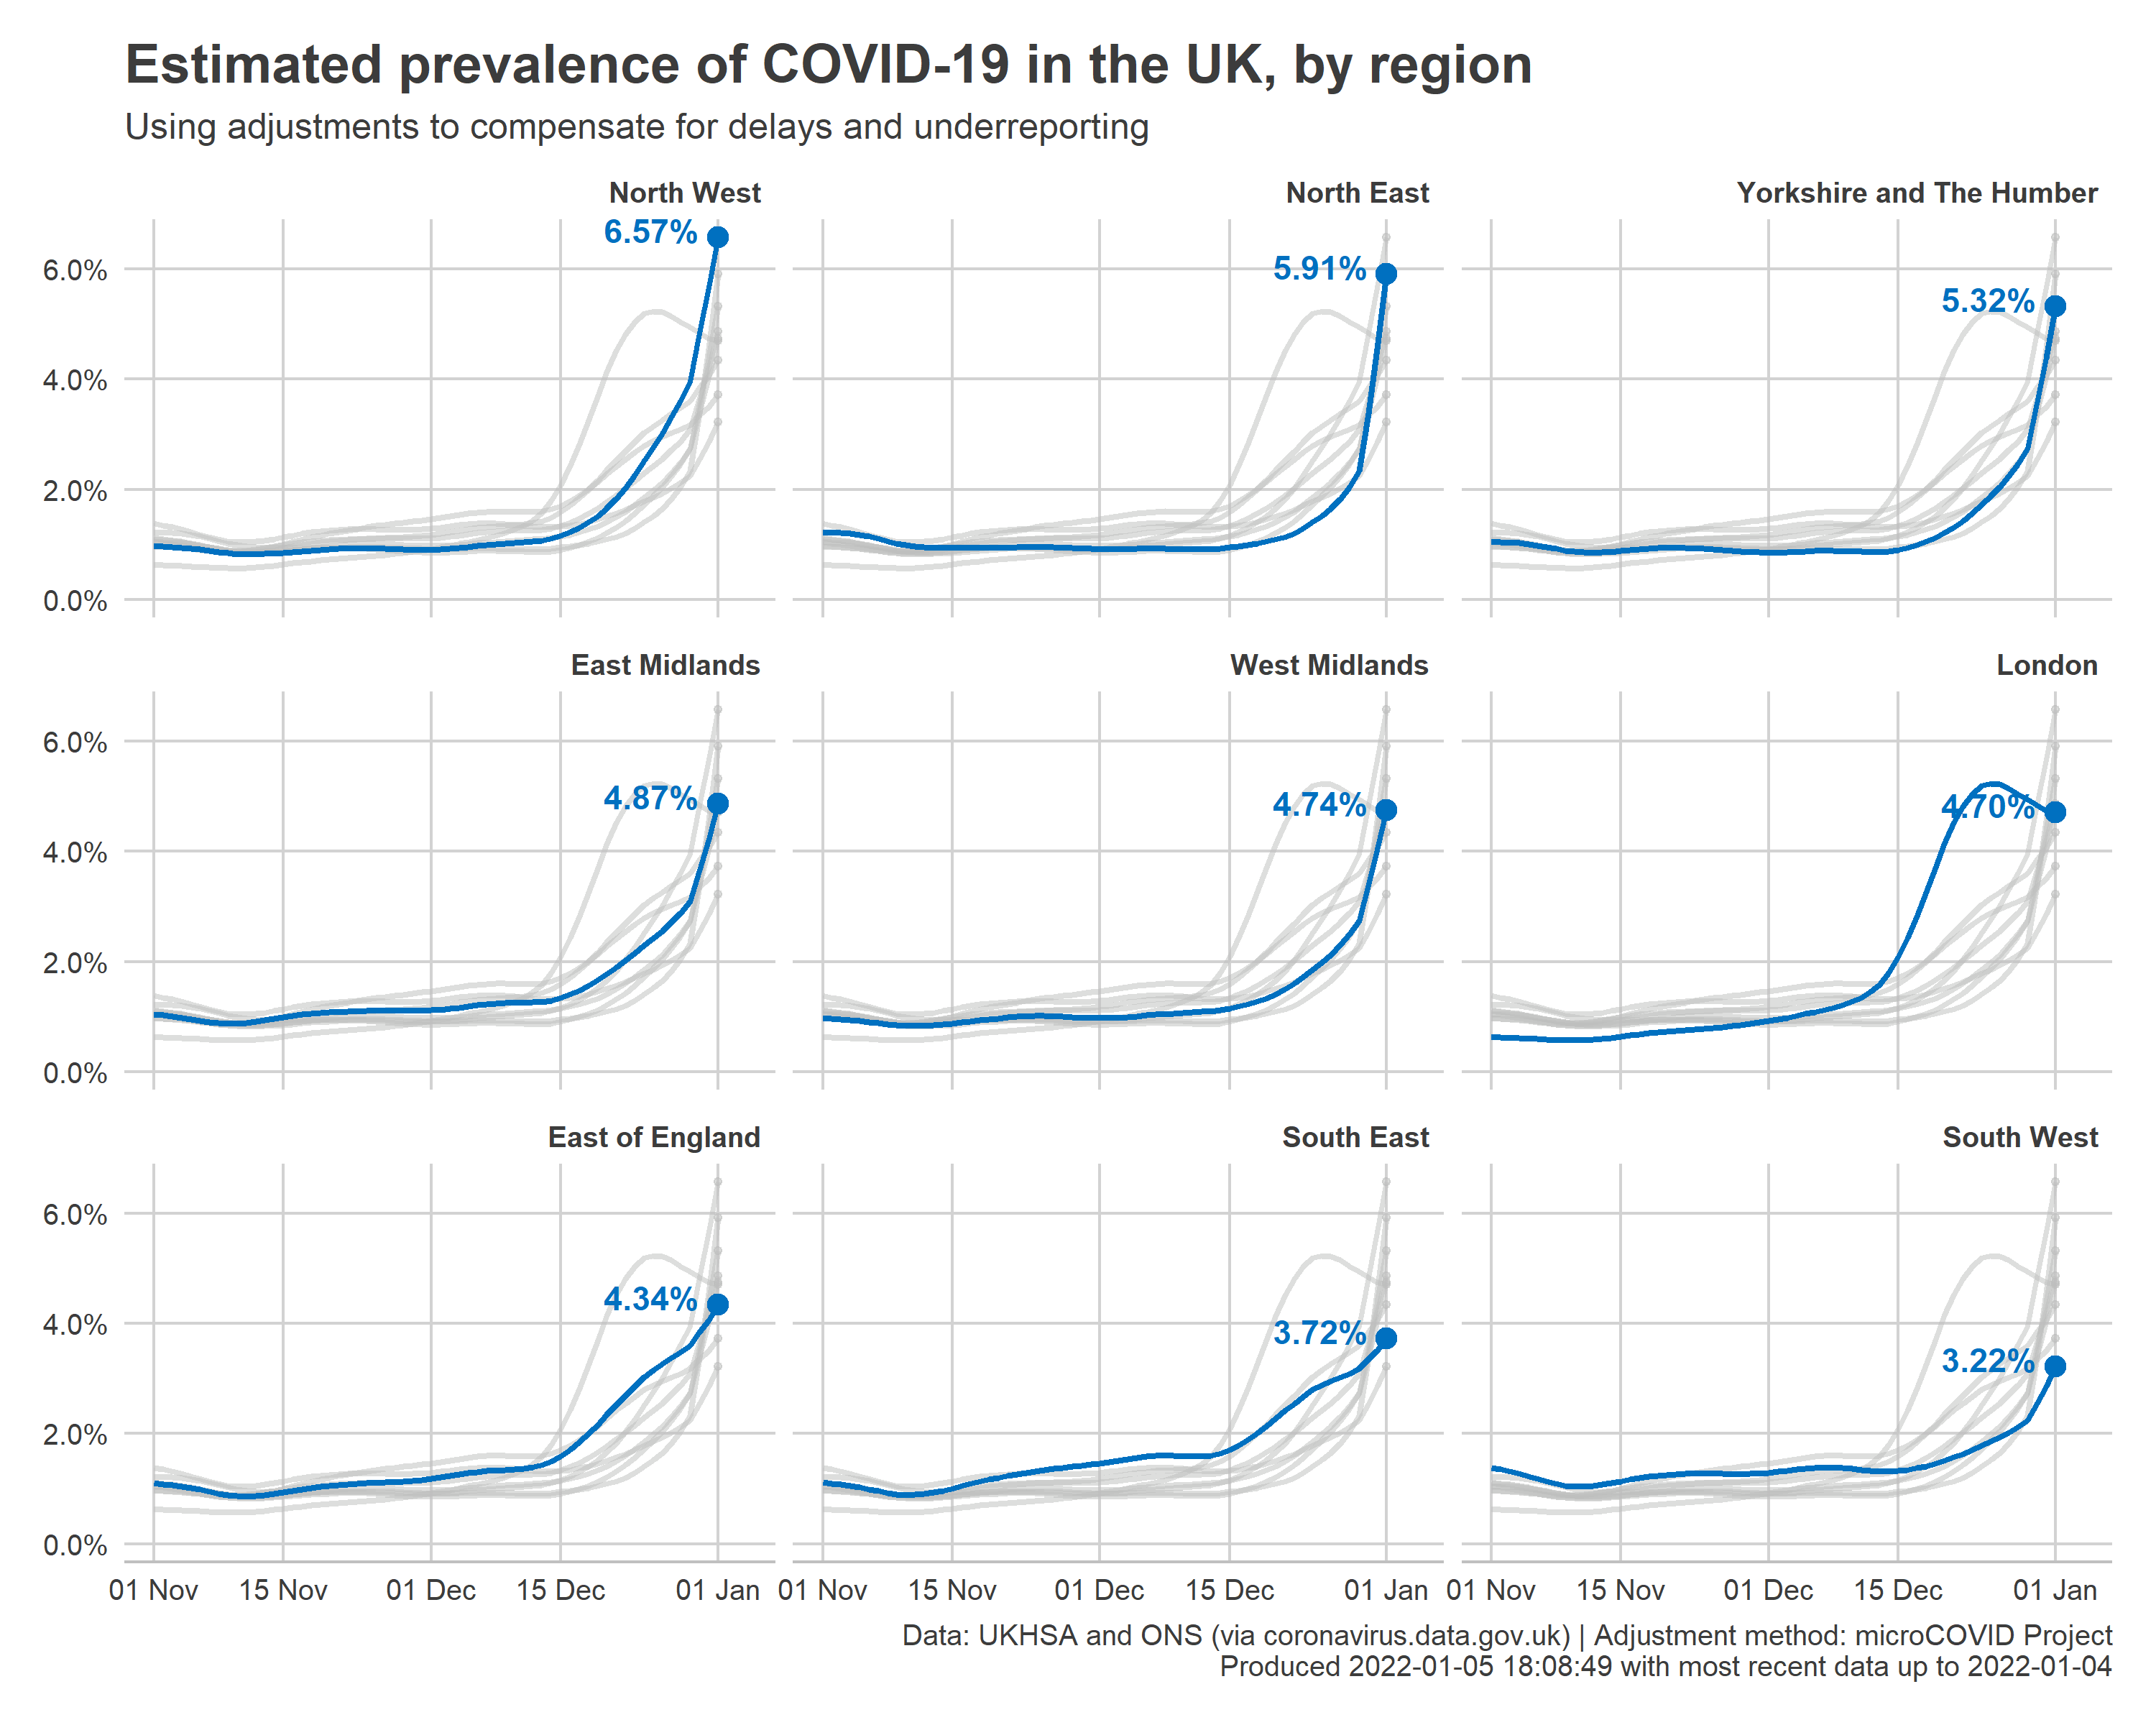 Estimated prevalence of COVID-19 in the UK, by region
Using adjustments to compensate for delays and underreporting
North West
North East
Yorkshire and The Humber
6.0%
4.0%
2.0%
0.0%
6.57%
5.91%
5.32%
East Midlands
West Midlands
London
6.0%
4.0%
2.0%
0.0%
4.87%
4.74%
4.70%
East of England
South East
South West
6.0%
4.0%
2.0%
0.0%
4.34%
3.72%
3.22%
01 Nov 15 Nov 01 Dec 15 Dec 01 Jan 01 Nov 15 Nov 01 Dec 15 Dec 01 Jan 01 Nov 15 Nov 01 Dec 15 Dec 01 Jan
Data: UKHSA and ONS (via coronavirus.data.gov.uk) | Adjustment method: microCOVID Project
Produced 2022-01-05 18:08:49 with most recent data up to 2022-01-04